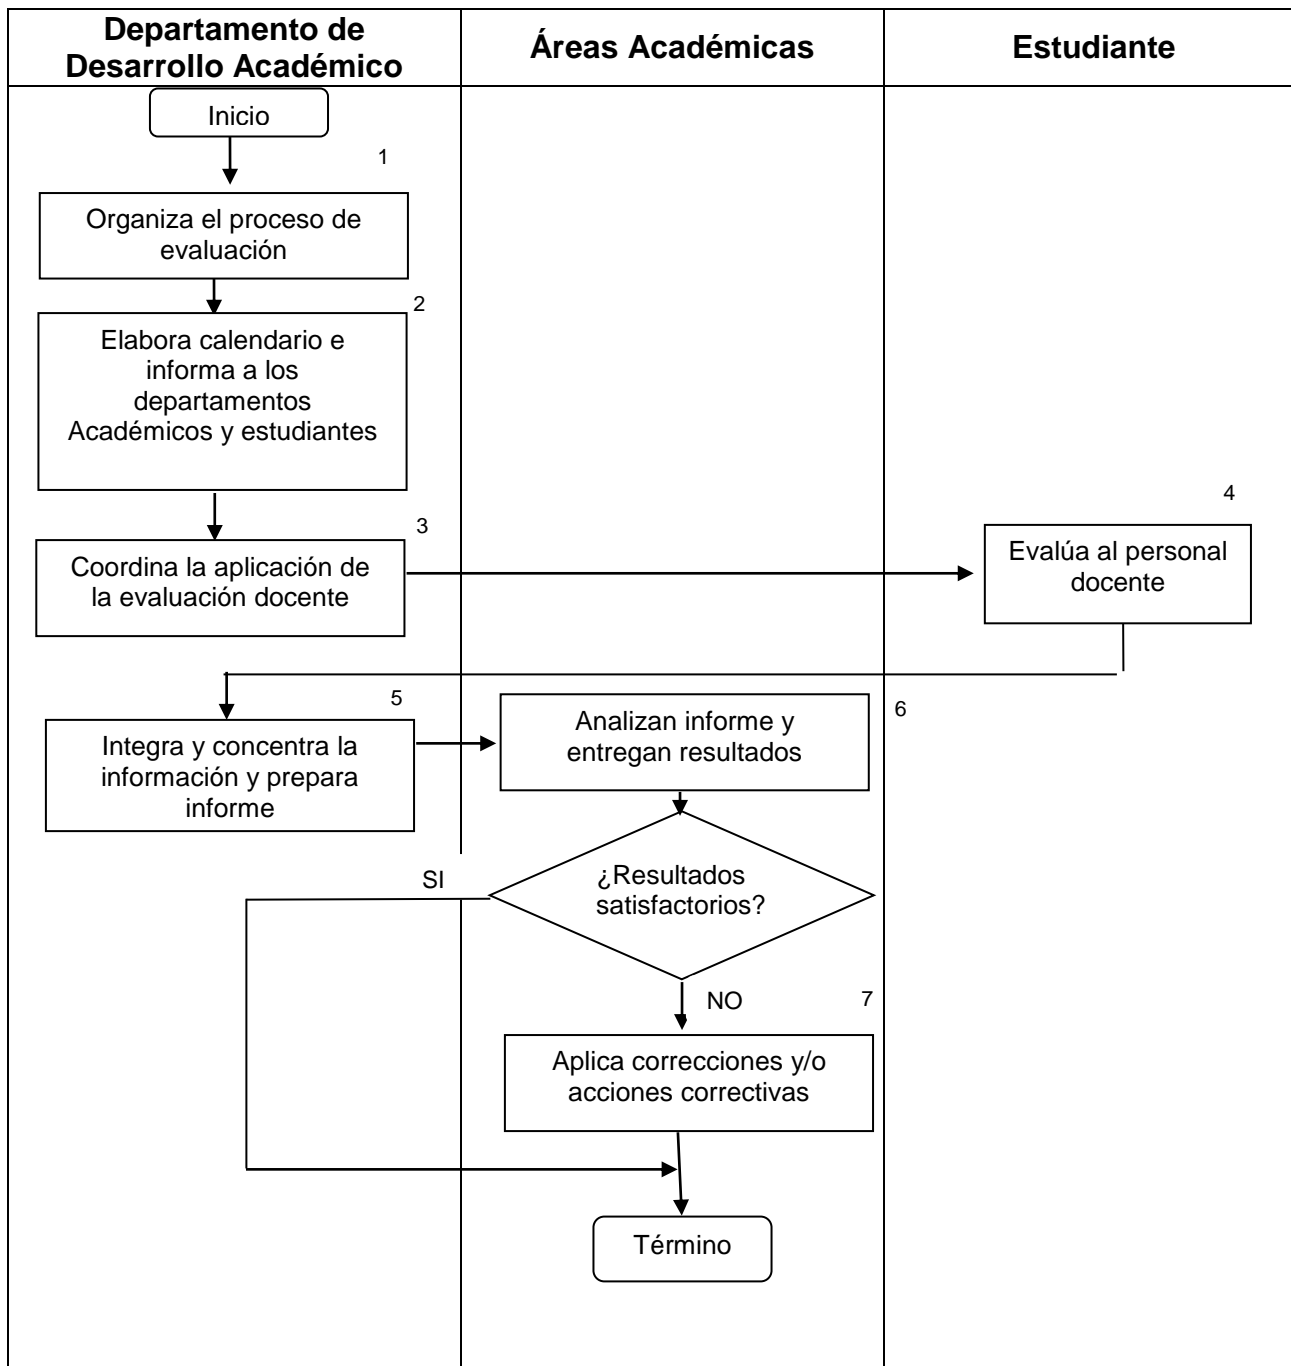 Departamento de
Desarrollo Académico
Áreas Académicas
Estudiante
Inicio
1
Organiza el proceso de
evaluación
2
Elabora calendario e
informa a los
departamentos
Académicos y estudiantes
3
Coordina la aplicación de
la evaluación docente
4
Evalúa al personal
docente
5
Integra y concentra la
información y prepara
informe
6
Analizan informe y
entregan resultados
¿Resultados
satisfactorios?
SI
NO
7
Aplica correcciones y/o
acciones correctivas
Término